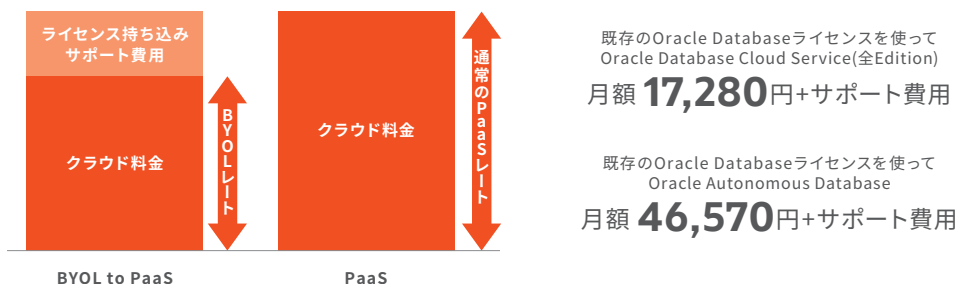 ライセンス持ち込み
サポート費用
クラウド料金
BYOLレート
BYOL to PaaS
クラウド料金
通常のPaaSレート
PaaS
既存のOracle Databaseライセンスを使って
Oracle Database Cloud Service(全Edition)
月額 17,280円+サポート費用
既存のOracle Databaseライセンスを使って
Oracle Autonomous Database
月額 46,570円+サポート費用